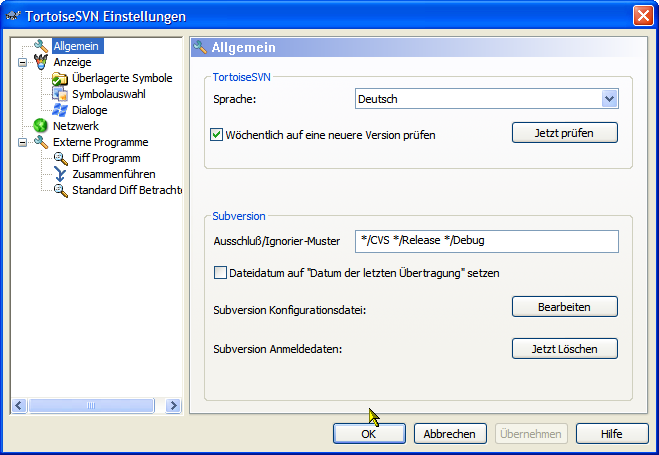 TortoiseSVN Einstellungen
Allgemein
Anzeige
Überlagerte Symbole
Symbolauswahl
Dialoge
Netzwerk
Externe Programme
Diff Programm
Zusammenführen
Standard Diff Betrachte
Allgemein
TortoiseSVN
Sprache: Deutsch
Wöchentlich auf eine neuere Version prüfen Jetzt prüfen
Subversion
Ausschluß/Ignorier-Muster */CVS */Release */Debug
Dateidatum auf "Datum der letzten Übertragung" setzen
Subversion Konfigurationsdatei: Bearbeiten
Subversion Anmeldedaten: Jetzt Löschen
OK Abbrechen Übernehmen Hilfe